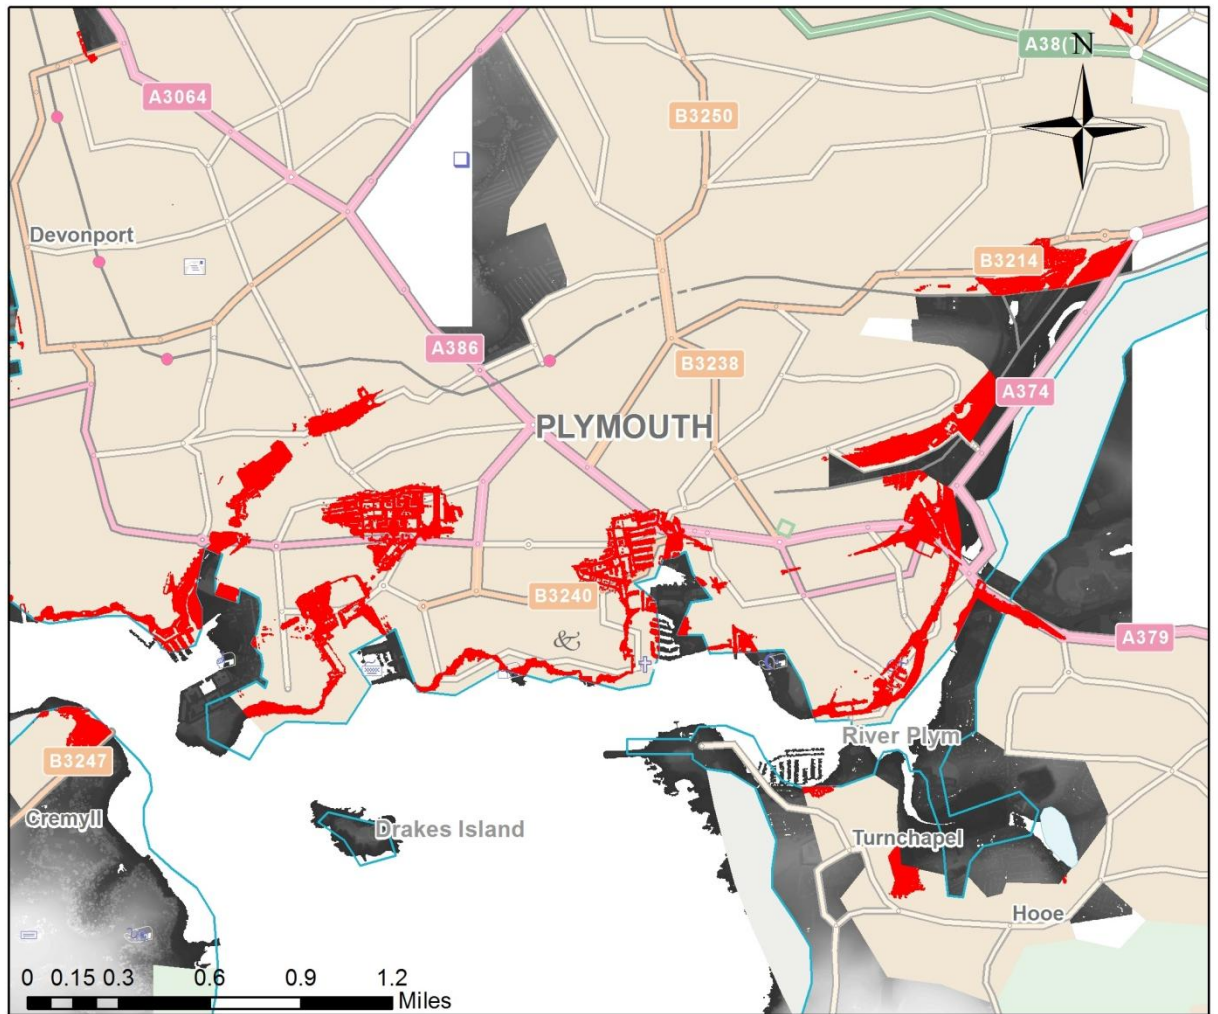 A38(T)
N
A3064
B3250
Devonport
B3214
A386
B3238
A374
PLYMOUTH
B3240
&
A379
River Plym
B3247
Cremyll
Drakes Island
Turnchapel
Hooe
0 0.15 0.3 0.6 0.9 1.2
Miles